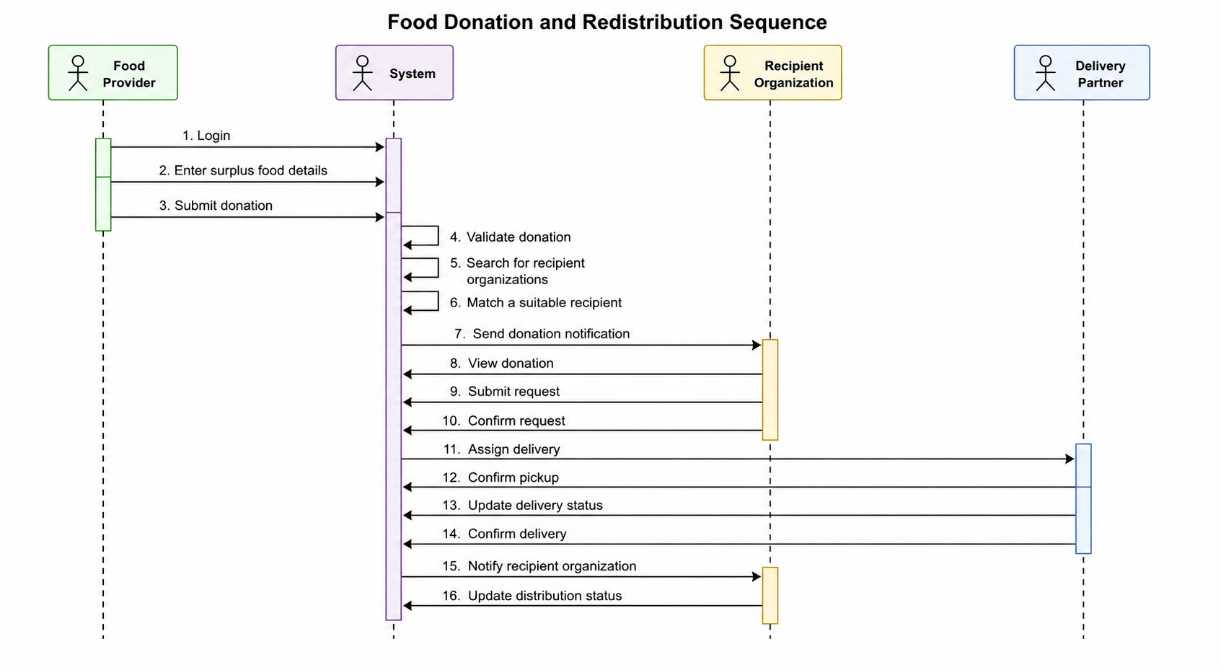 Food Donation and Redistribution Sequence
Food
Provider
System
Recipient
Organization
Delivery
Partner
1. Login
2. Enter surplus food details
3. Submit donation
4. Validate donation
5. Search for recipient
organizations
6. Match a suitable recipient
7. Send donation notification
8. View donation
9. Submit request
10. Confirm request
11. Assign delivery
12. Confirm pickup
13. Update delivery status
14. Confirm delivery
15. Notify recipient organization
16. Update distribution status